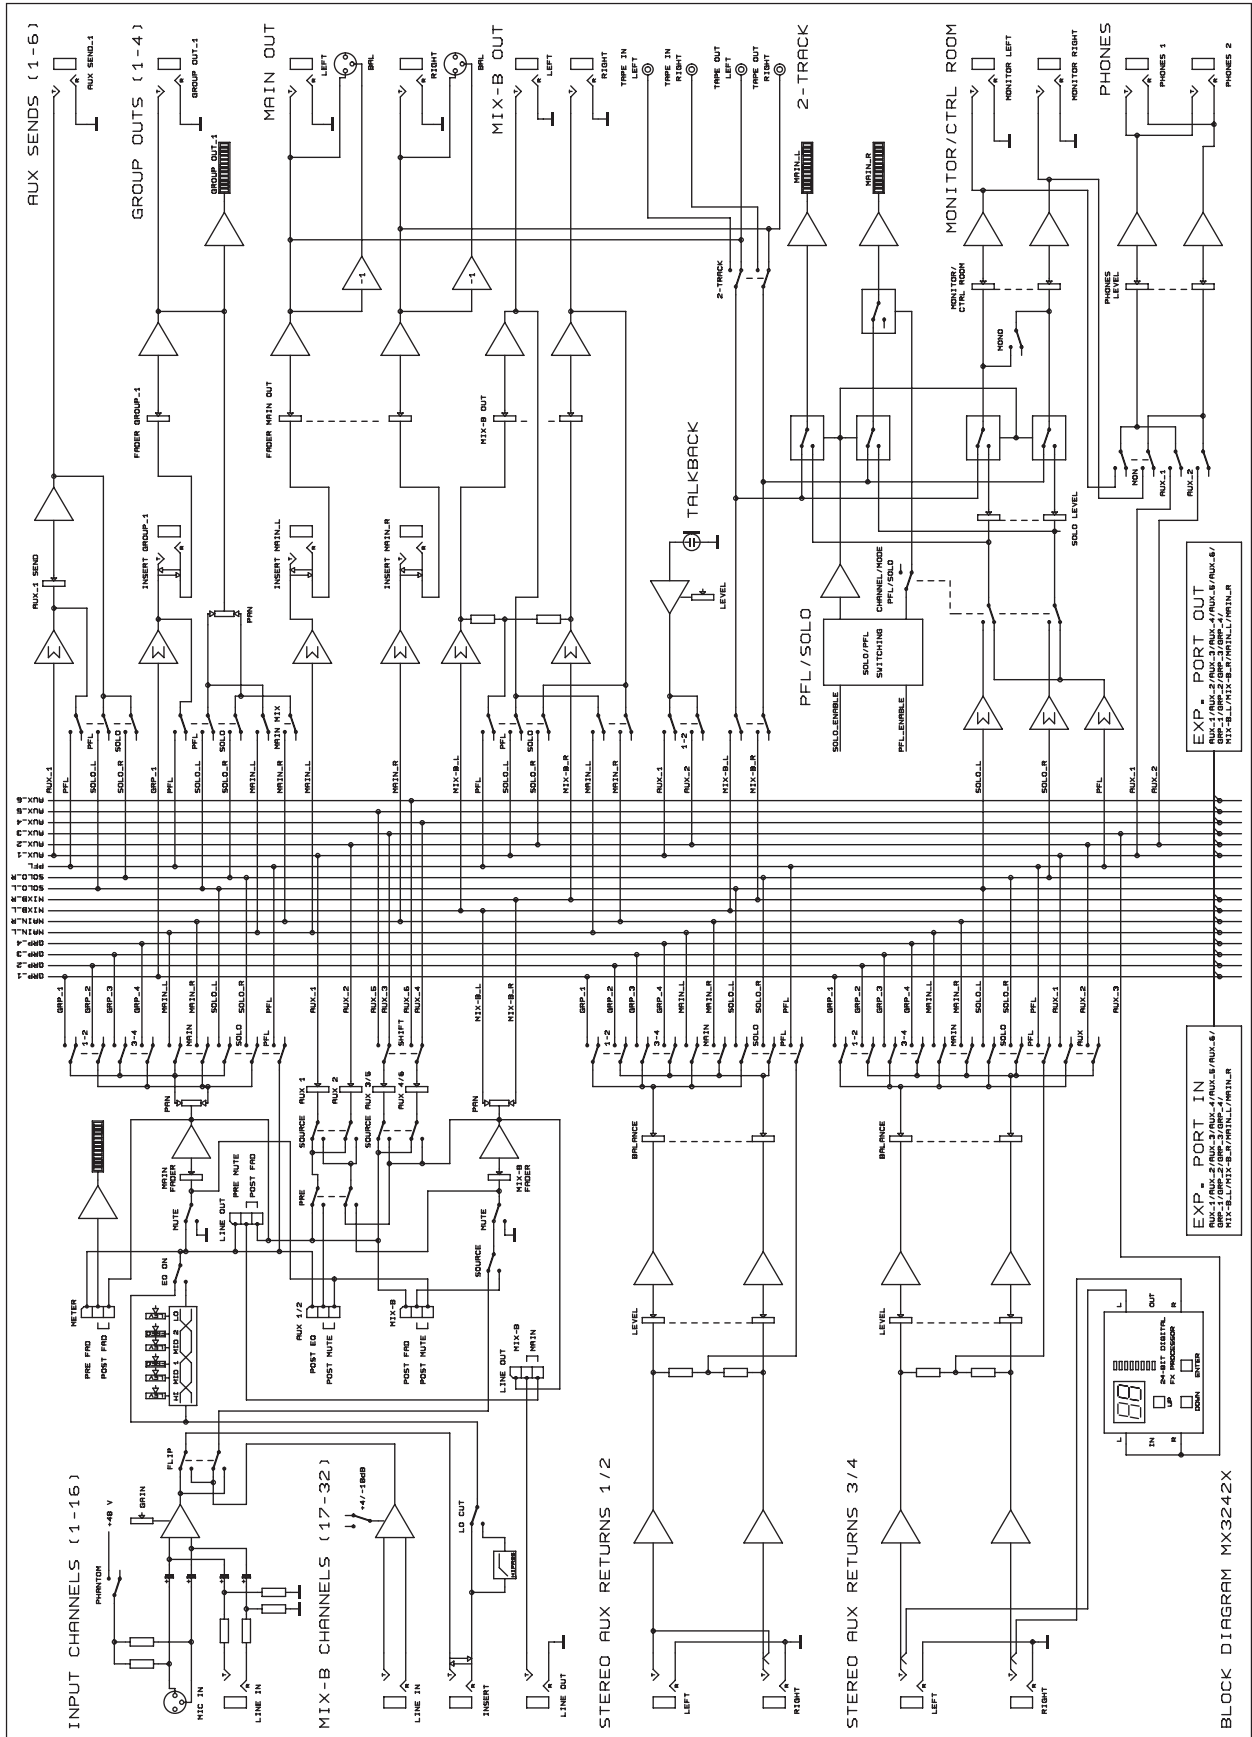 INPUT CHANNELS (1-16)
MIC IN
LINE IN
PHANTOM
+48 V
GAIN
FLIP
HI
MID 1
MID 2
LO
EQ ON
METER
PRE FAD
POST FAD
MUTE
MAIN
FADER
PAN
LINE OUT
PRE MUTE
POST FAD
AUX 1/2
POST EQ
POST MUTE
PRE
SOURCE
AUX 1
AUX 2
SOURCE
AUX 3/5
AUX 4/6
SHIFT
MIX-B
POST FAD
POST MUTE
SOURCE
MUTE
MIX-B
FADER
PAN
LINE OUT
MIX-B
MAIN
MIX-B CHANNELS (17-32)
LINE IN
+4/-10dB
INSERT
LO CUT
LINE OUT
GRP_1
GRP_2
GRP_3
GRP_4
MAIN_L
MAIN_R
SOLO_L
SOLO_R
PFL
1-2
3-4
MAIN
SOLO
PFL
AUX_1
AUX_2
AUX_5
AUX_3
AUX_6
AUX_4
MIX-B_L
MIX-B_R
STEREO AUX RETURNS 1/2
LEFT
RIGHT
LEVEL
BALANCE
GRP_1
1-2
GRP_2
GRP_3
3-4
GRP_4
MAIN_L
MAIN
MAIN_R
SOLO_L
SOLO
SOLO_R
PFL
PFL
STEREO AUX RETURNS 3/4
LEFT
RIGHT
LEVEL
BALANCE
GRP_1
1-2
GRP_2
GRP_3
3-4
GRP_4
MAIN_L
MAIN
MAIN_R
SOLO_L
SOLO
SOLO_R
PFL
PFL
AUX_1
AUX
AUX_2
AUX_3
L
IN
R
UP
DOWN
ENTER
24-BIT DIGITAL
FX PROCESSOR
L
OUT
R
BLOCK DIAGRAM MX3242X
EXP. PORT IN
AUX_1/AUX_2/AUX_3/AUX_4/AUX_5/AUX_6/
GRP_1/GRP_2/GRP_3/GRP_4/
MIX-B_L/MIX-B_R/MAIN_L/MAIN_R
GRP_1
GRP_2
GRP_3
GRP_4
MAIN_L
MAIN_R
MIXB_L
MIXB_R
SOLO_L
SOLO_R
PFL
AUX_1
AUX_2
AUX_3
AUX_4
AUX_5
AUX_6
AUX SENDS (1-6)
AUX_1
PFL
SOLO_L
SOLO_R
PFL
SOLO
AUX_1 SEND
AUX SEND_1
GROUP OUTS (1-4)
GRP_1
PFL
SOLO_L
SOLO_R
MAIN_L
MAIN_R
PFL
SOLO
MAIN MIX
PAN
INSERT GROUP_1
FADER GROUP_1
GROUP OUT_1
GROUP OUT_1
MAIN OUT
MAIN_L
MAIN_R
INSERT MAIN_L
INSERT MAIN_R
FADER MAIN OUT
-1
-1
LEFT
BAL
RIGHT
BAL
MIX-B OUT
MIX-B_L
PFL
SOLO_L
SOLO_R
MIX-B_R
MAIN_L
MAIN_R
PFL
SOLO
MIX-B OUT
LEFT
RIGHT
TALKBACK
AUX_1
AUX_2
1-2
MIX-B_L
MIX-B_R
LEVEL
TAPE IN
LEFT
TAPE IN
RIGHT
TAPE OUT
LEFT
TAPE OUT
RIGHT
2-TRACK
2-TRACK
PFL/SOLO
SOLO_ENABLE
PFL_ENABLE
SOLO/PFL
SWITCHING
CHANNEL/MODE
PFL/SOLO
SOLO_L
SOLO_R
PFL
SOLO LEVEL
MAIN_L
MAIN_R
MONITOR/CTRL ROOM
MONITOR/
CTRL ROOM
MONO
MONITOR LEFT
MONITOR RIGHT
PHONES
AUX_1
AUX_2
MON
AUX_1
AUX_2
PHONES
LEVEL
PHONES 1
PHONES 2
EXP. PORT OUT
AUX_1/AUX_2/AUX_3/AUX_4/AUX_5/AUX_6/
GRP_1/GRP_2/GRP_3/GRP_4/
MIX-B_L/MIX-B_R/MAIN_L/MAIN_R